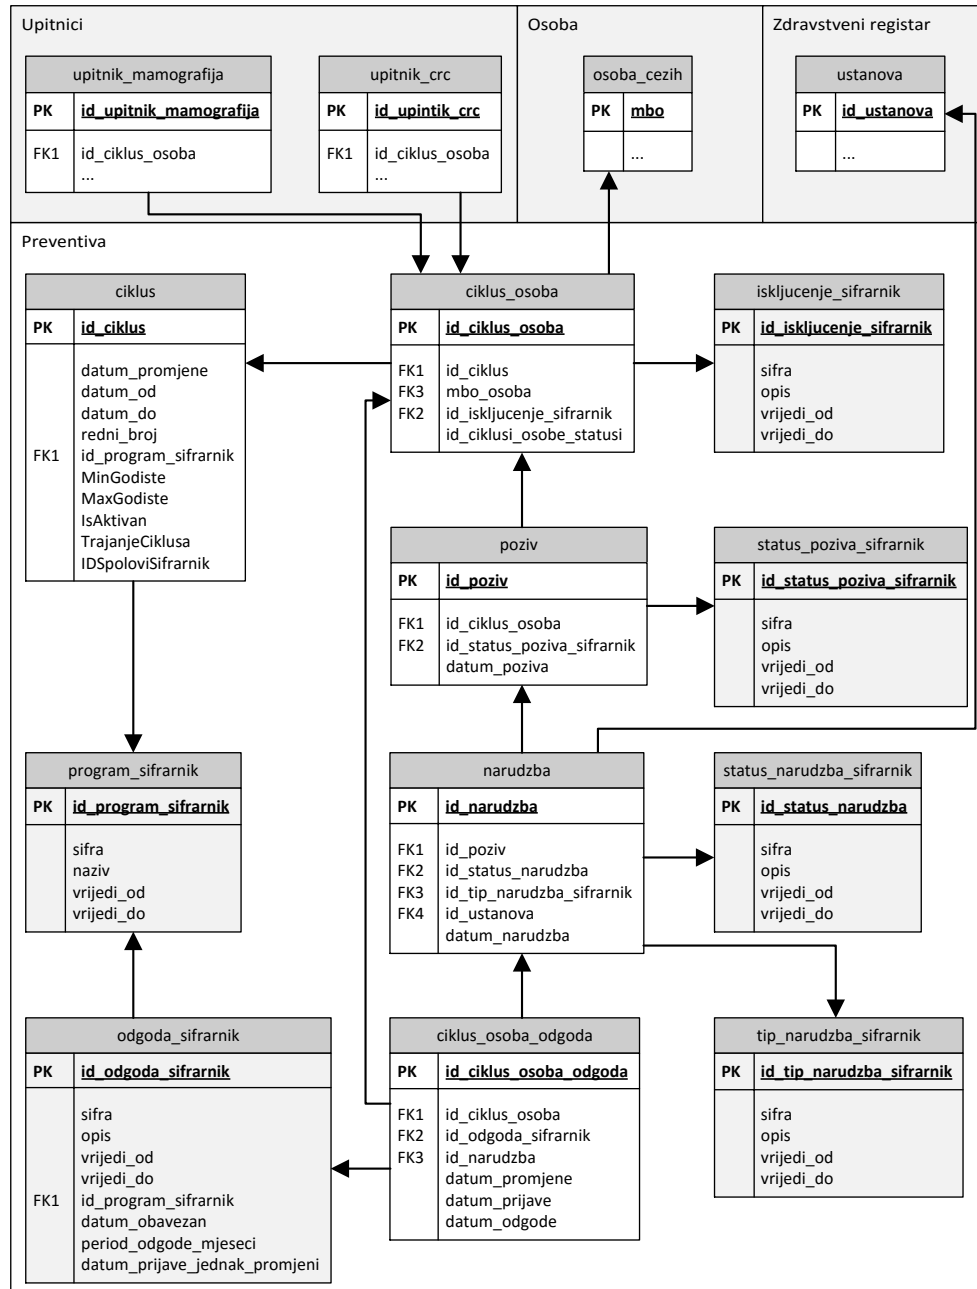 Upitnici
Osoba
Zdravstveni registar
upitnik_mamografija
PK id_upitnik_mamografija
FK1 id_ciklus_osoba
...
upitnik_crc
PK id_upintik_crc
FK1 id_ciklus_osoba
...
osoba_cezih
PK mbo
...
ustanova
PK id_ustanova
...
Preventiva
ciklus
PK id_ciklus
datum_promjene
datum_od
datum_do
redni_broj
FK1 id_program_sifrarnik
MinGodiste
MaxGodiste
IsAktivan
TrajanjeCiklusa
IDSpoloviSifrarnik
ciklus_osoba
PK id_ciklus_osoba
FK1 id_ciklus
FK3 mbo_osoba
FK2 id_iskljucenje_sifrarnik
id_ciklusi_osobe_statusi
iskljucenje_sifrarnik
PK id_iskljucenje_sifrarnik
sifra
opis
vrijedi_od
vrijedi_do
poziv
PK id_poziv
FK1 id_ciklus_osoba
FK2 id_status_poziva_sifrarnik
datum_poziva
status_poziva_sifrarnik
PK id_status_poziva_sifrarnik
sifra
opis
vrijedi_od
vrijedi_do
program_sifrarnik
PK id_program_sifrarnik
sifra
naziv
vrijedi_od
vrijedi_do
narudzba
PK id_narudzba
FK1 id_poziv
FK2 id_status_narudzba
FK3 id_tip_narudzba_sifrarnik
FK4 id_ustanova
datum_narudzba
status_narudzba_sifrarnik
PK id_status_narudzba
sifra
opis
vrijedi_od
vrijedi_do
odgoda_sifrarnik
PK id_odgoda_sifrarnik
sifra
opis
vrijedi_od
vrijedi_do
FK1 id_program_sifrarnik
datum_obavezan
period_odgode_mjeseci
datum_prijave_jednak_promjeni
ciklus_osoba_odgoda
PK id_ciklus_osoba_odgoda
FK1 id_ciklus_osoba
FK2 id_odgoda_sifrarnik
FK3 id_narudzba
datum_promjene
datum_prijave
datum_odgode
tip_narudzba_sifrarnik
PK id_tip_narudzba_sifrarnik
sifra
opis
vrijedi_od
vrijedi_do